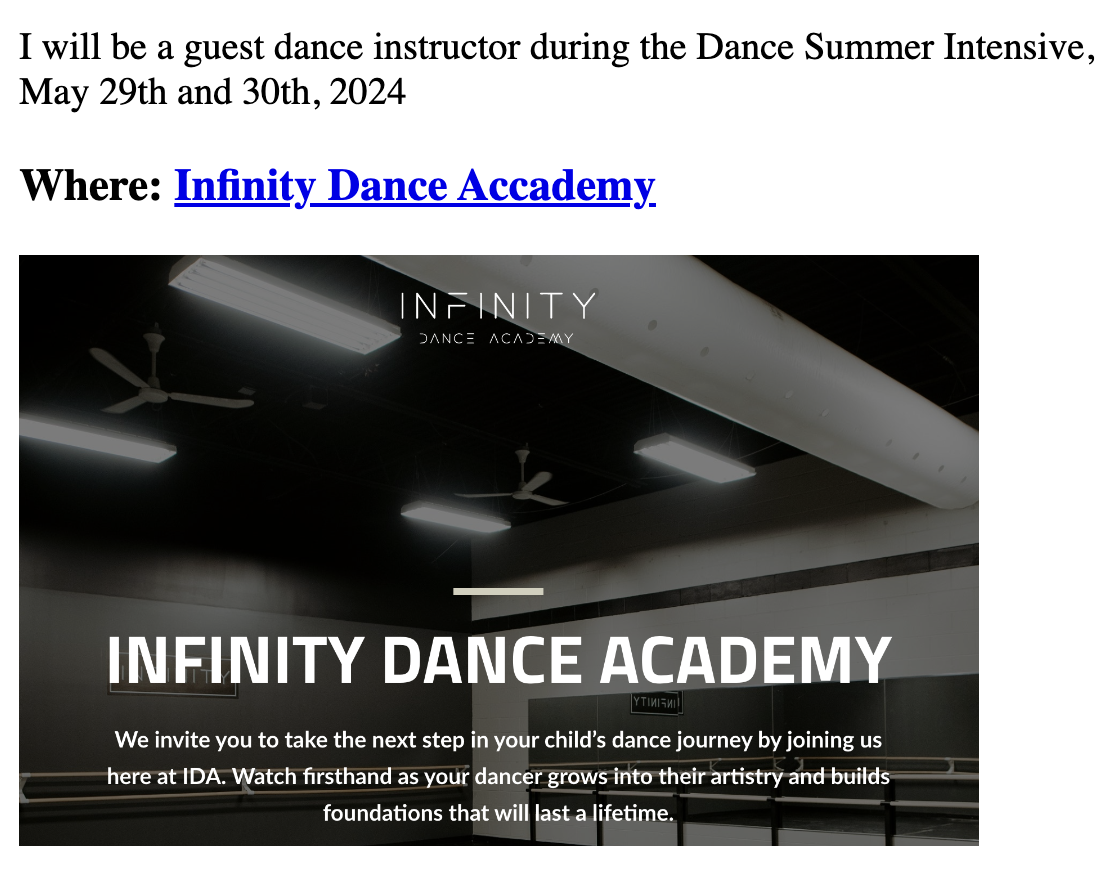 I will be a guest dance instructor during the Dance Summer Intensive,
May 29th and 30th, 2024
Where: Infinity Dance Accademy
INFINITY
DANCE ACADEMY
INFINITY DANCE ACADEMY
INFINITY
INFINITY
We invite you to take the next step in your child’s dance journey by joining us
here at IDA. Watch firsthand as your dancer grows into their artistry and builds
foundations that will last a lifetime.